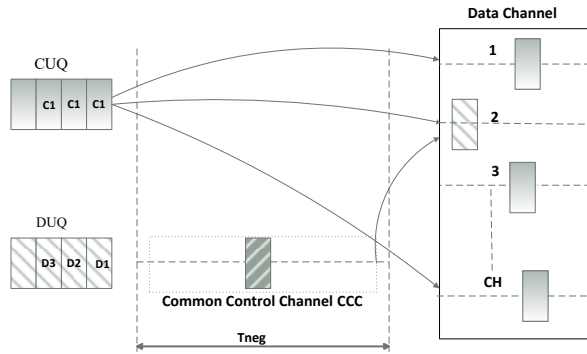 Data Channel
CUQ
C1 C1 C1
1
2
3
CH
DUQ
D3 D2 D1
Common Control Channel CCC
Tneg